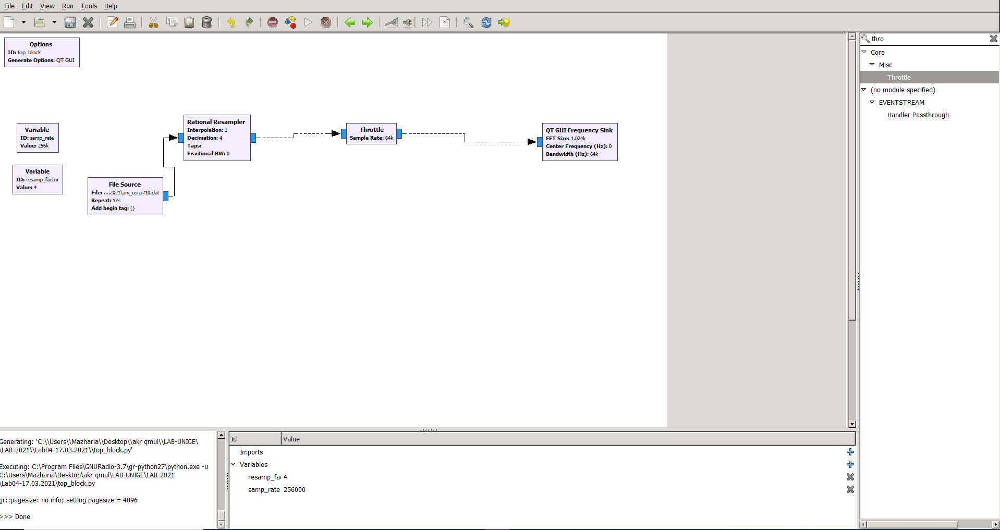 File Edit View Run Tools Help
thro
Options
ID: top_block
Generate Options: QT GUI
Core
Misc
Throttle
(no module specified)
EVENTSTREAM
Handler Passthrough
Variable
ID: samp_rate
Value: 256k
Variable
ID: resamp_factor
Value: 4
File Source
File: ....2021\am_usrp710.dat
Repeat: Yes
Add begin tag: ()
Rational Resampler
Interpolation: 1
Decimation: 4
Taps:
Fractional BW: 0
Throttle
Sample Rate: 64k
QT GUI Frequency Sink
FFT Size: 1.024k
Center Frequency (Hz): 0
Bandwidth (Hz): 64k
Generating: 'C:\\Users\\Mazharia\\Desktop\\akr qmul\\LAB-UNIGE\
\LAB-2021\\Lab04-17.03.2021\\top_block.py'
Executing: C:\Program Files\GNURadio-3.7\gr-python27\python.exe -u
C:\Users\Mazharia\Desktop\akr qmul\LAB-UNIGE\LAB-2021
\Lab04-17.03.2021\top_block.py
gr::pagesize: no info; setting pagesize = 4096
>>> Done
Id Value
Imports
Variables
resamp_fa 4
samp_rate 256000